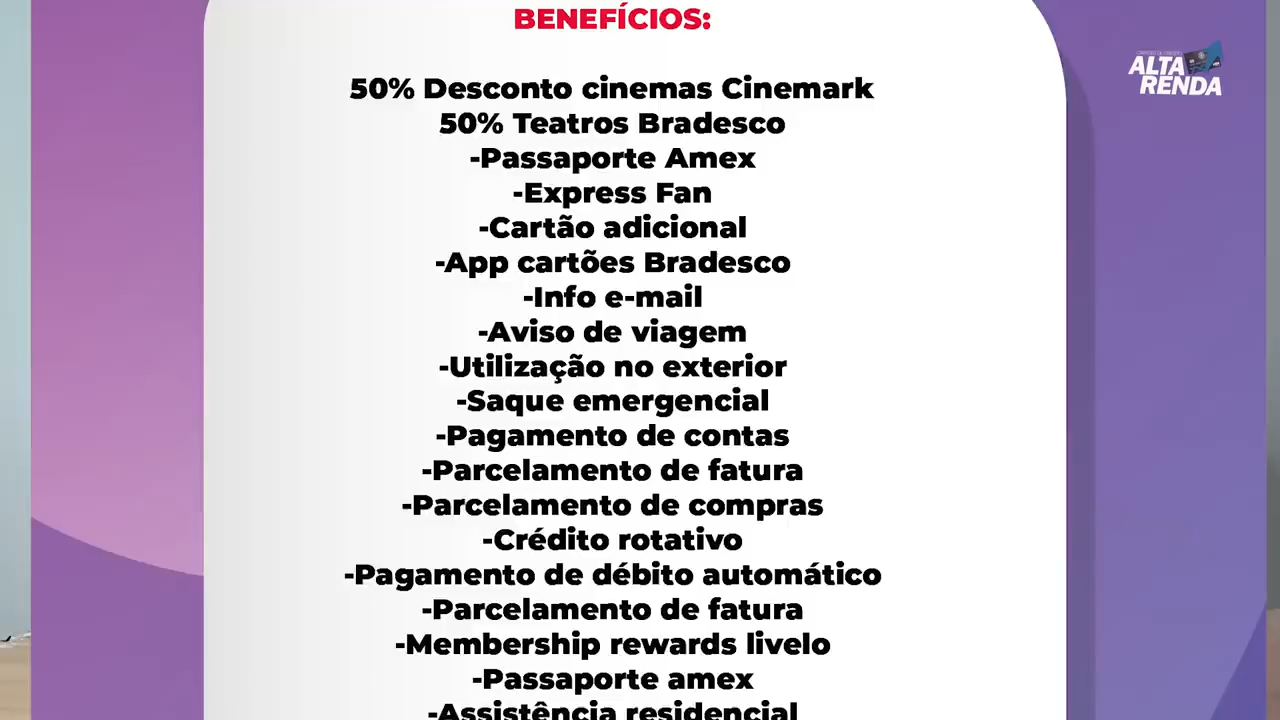 BENEFÍCIOS:
ALTA
RENDA
50% Desconto cinemas Cinemark
50% Teatros Bradesco
-Passaporte Amex
-Express Fan
-Cartão adicional
-App cartões Bradesco
-Info e-mail
-Aviso de viagem
-Utilização no exterior
-Saque emergencial
-Pagamento de contas
-Parcelamento de fatura
-Parcelamento de compras
-Crédito rotativo
-Pagamento de débito automático
-Parcelamento de fatura
-Membership rewards livelo
-Passaporte amex
-Assistência residencial